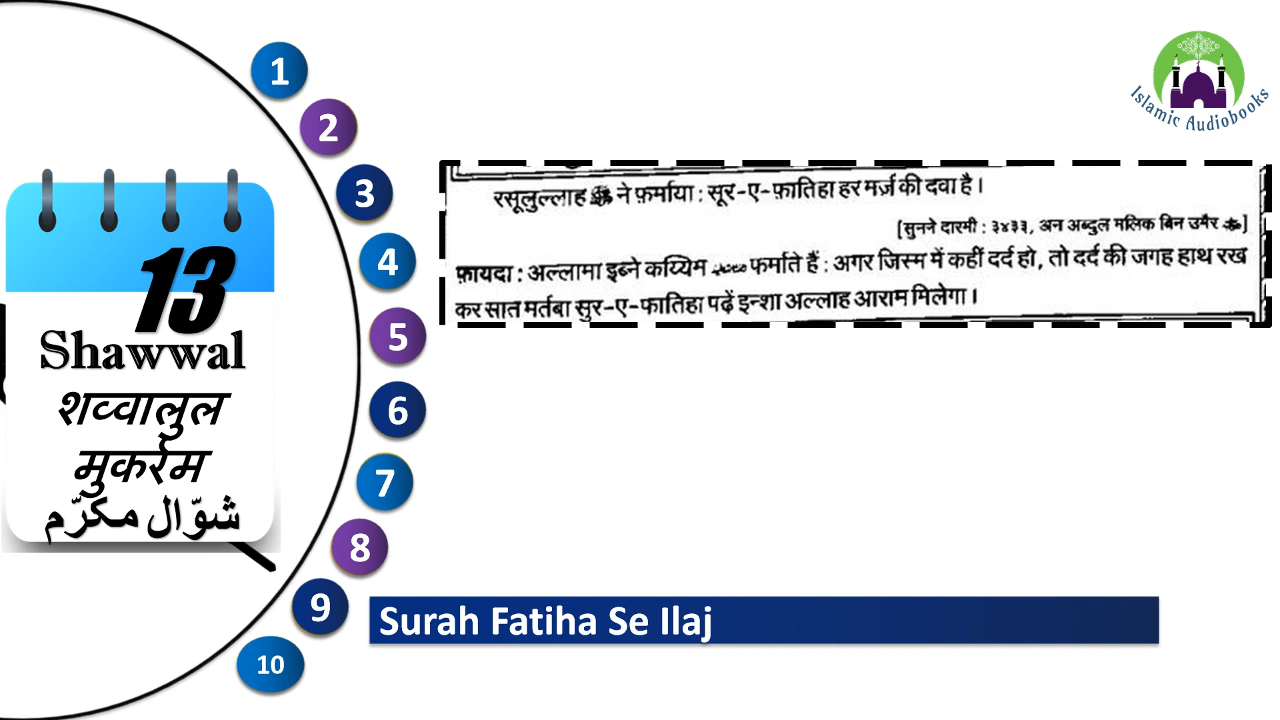 1
2
3
4
5
6
7
8
9
10
Islamic Audiobooks
13
Shawwal
शव्वालुल
मुकर्रम
شوّال مكرّم
रसूलुल्लाह ﷺ ने फ़र्माया : सूर-ए-फ़ातिहा हर मर्ज़ की दवा है।
[सुनने दारमी : ३४३३, अन अब्दुल मलिक बिन उमैर]
फ़ायदा : अल्लामा इब्ने कय्यिम फर्माते हैं : अगर जिस्म में कहीं दर्द हो, तो दर्द की जगह हाथ रख
कर सात मर्तबा सुर-ए-फातिहा पढ़ें इन्शा अल्लाह आराम मिलेगा।
Surah Fatiha Se Ilaj